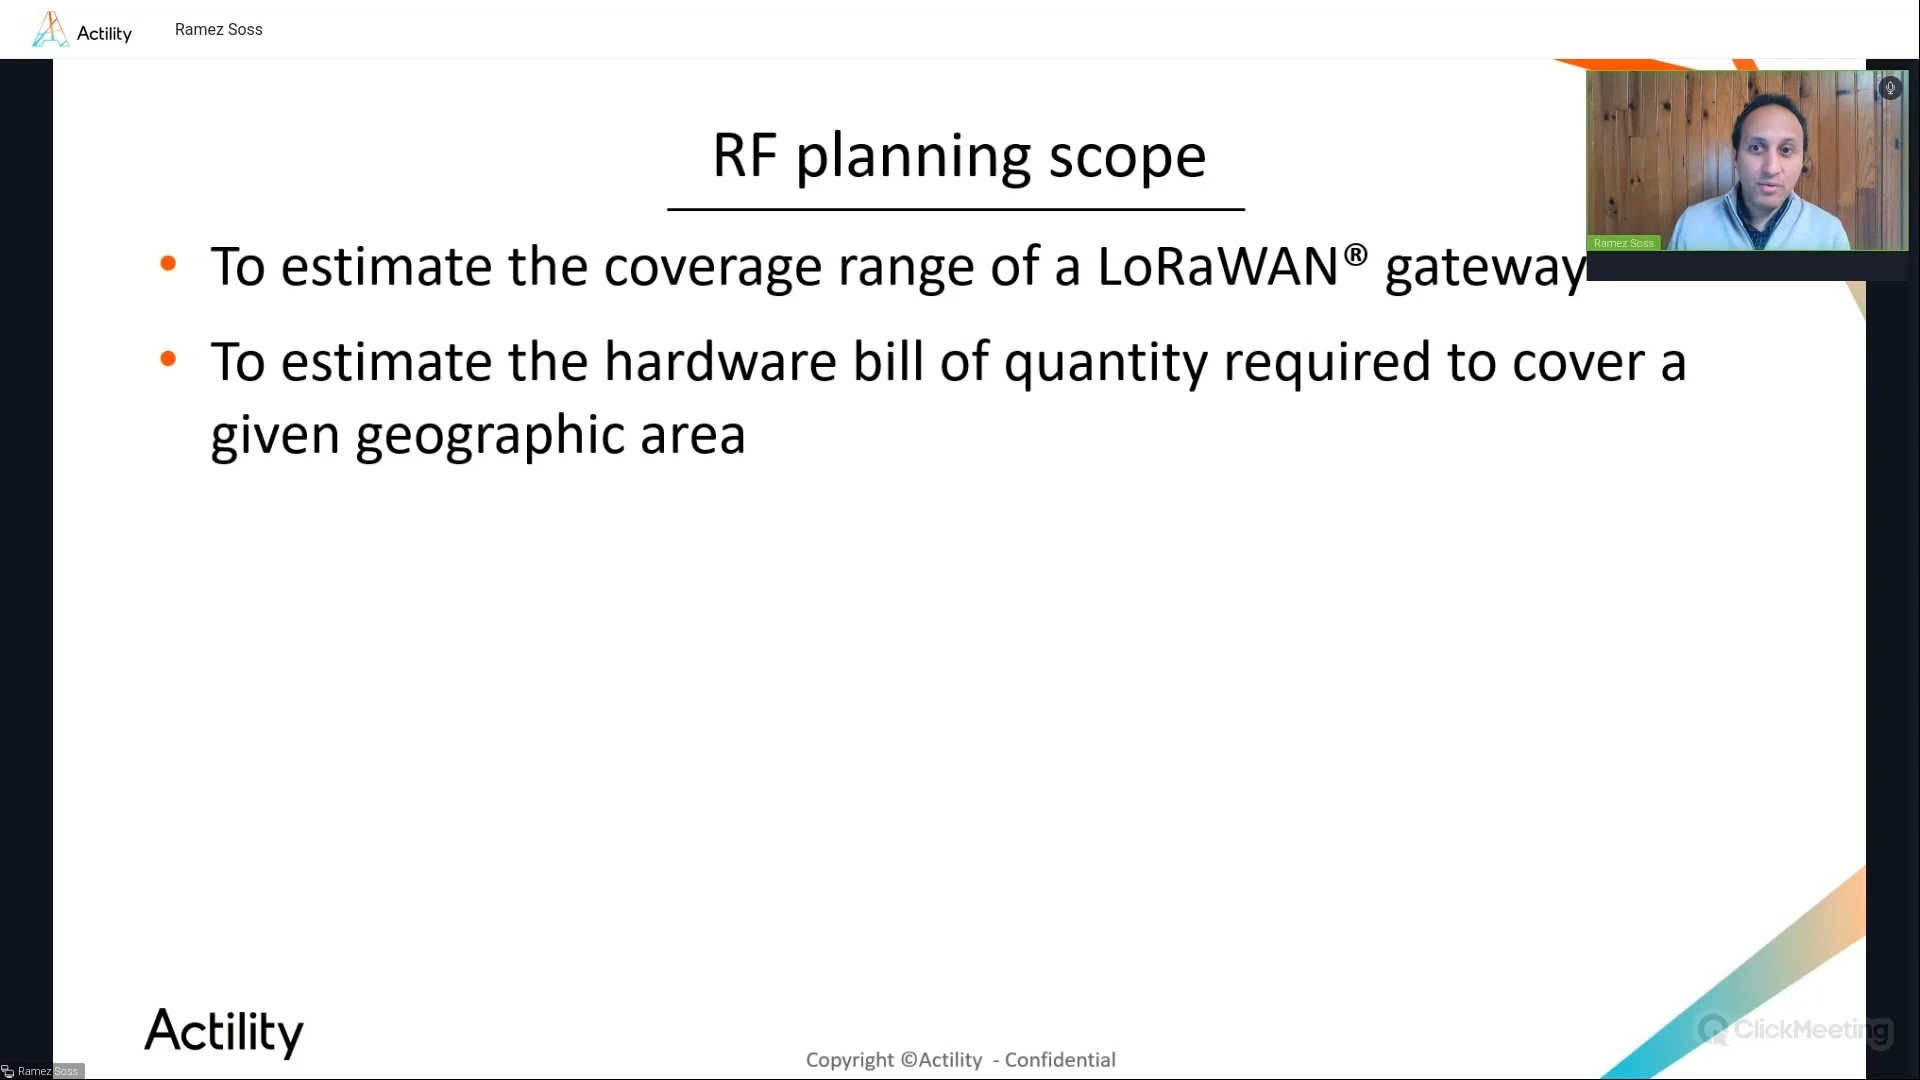 Actility
Ramez Soss
RF planning scope
Ramez Soss
• To estimate the coverage range of a LoRaWAN® gateway
• To estimate the hardware bill of quantity required to cover a
given geographic area
Actility
Copyright ©Actility - Confidential
ClickMeeting
Ramez Soss